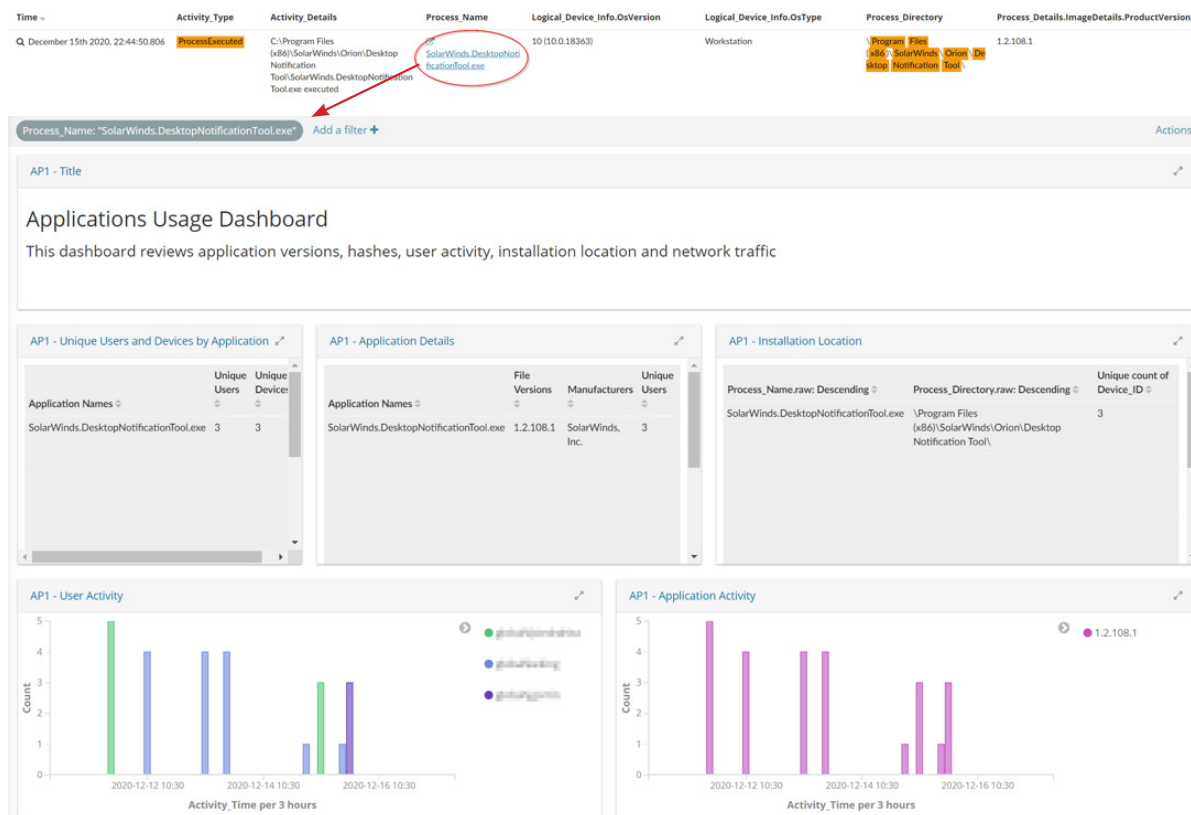 Time Activity_Type Activity_Details Process_Name Logical_Device_Info.OsVersion Logical_Device_Info.OsType Process_Directory Process_Details.ImageDetails.ProductVersion
December 15th 2020, 22:44:50.806
ProcessExecuted
C:\Program Files
(x86)\SolarWinds\Orion\Desktop
Notification
Tool\SolarWinds.DesktopNotification
Tool.exe executed
SolarWinds.DesktopNoti
ficationTool.exe
10 (10.0.18363)
Workstation
\Program Files
(x86)\SolarWinds\Orion\De
sktop Notification Tool\
1.2.108.1
Process_Name: "SolarWinds.DesktopNotificationTool.exe"
Add a filter +
Actions
AP1 - Title
Applications Usage Dashboard
This dashboard reviews application versions, hashes, user activity, installation location and network traffic
AP1 - Unique Users and Devices by Application
Application Names
Unique
Users
Unique
Devices
SolarWinds.DesktopNotificationTool.exe 3 3
AP1 - Application Details
Application Names
File
Versions
Manufacturers
Unique
Users
SolarWinds.DesktopNotificationTool.exe 1.2.108.1 SolarWinds, 3
Inc.
AP1 - Installation Location
Process_Name.raw: Descending
Process_Directory.raw: Descending
Unique count of
Device_ID
SolarWinds.DesktopNotificationTool.exe \Program Files 3
(x86)\SolarWinds\Orion\Desktop
Notification Tool\
AP1 - User Activity
5
4
3
2
1
0
Count
2020-12-12 10:30 2020-12-14 10:30 2020-12-16 10:30
Activity_Time per 3 hours
AP1 - Application Activity
1.2.108.1
5
4
3
2
1
0
Count
2020-12-12 10:30 2020-12-14 10:30 2020-12-16 10:30
Activity_Time per 3 hours